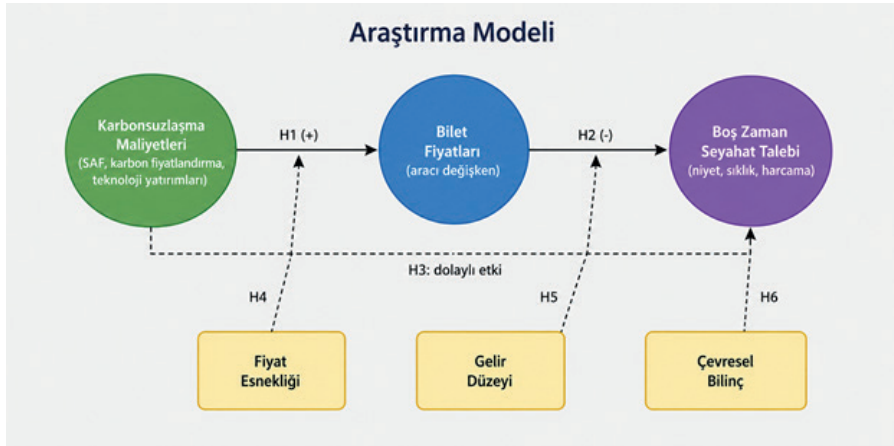 Araştırma Modeli
Karbonsuzlaşma
Maliyetleri
(SAF, karbon fiyatlandırma,
teknoloji yatırımları)
H1 (+)
Bilet
Fiyatları
(aracı değişken)
H2 (-)
Boş Zaman
Seyahat Talebi
(niyet, sıklık, harcama)
H3: dolaylı etki
H4
H5
H6
Fiyat
Esnekliği
Gelir
Düzeyi
Çevresel
Bilinç